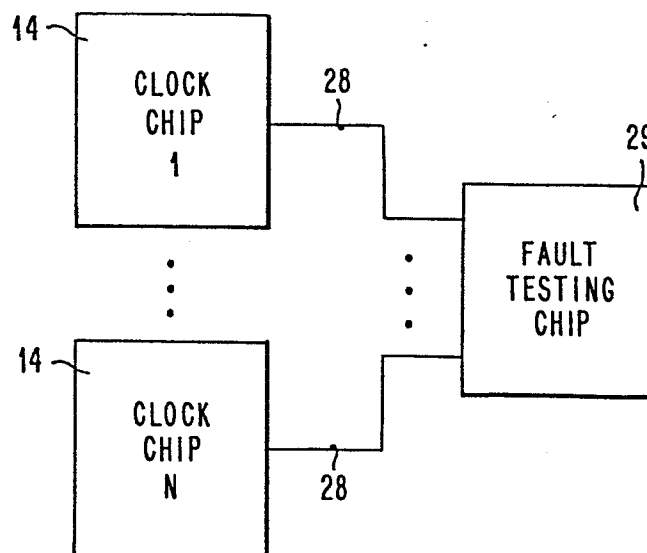 14
CLOCK
CHIP
1
28
29
FAULT
TESTING
CHIP
14
CLOCK
CHIP
N
28